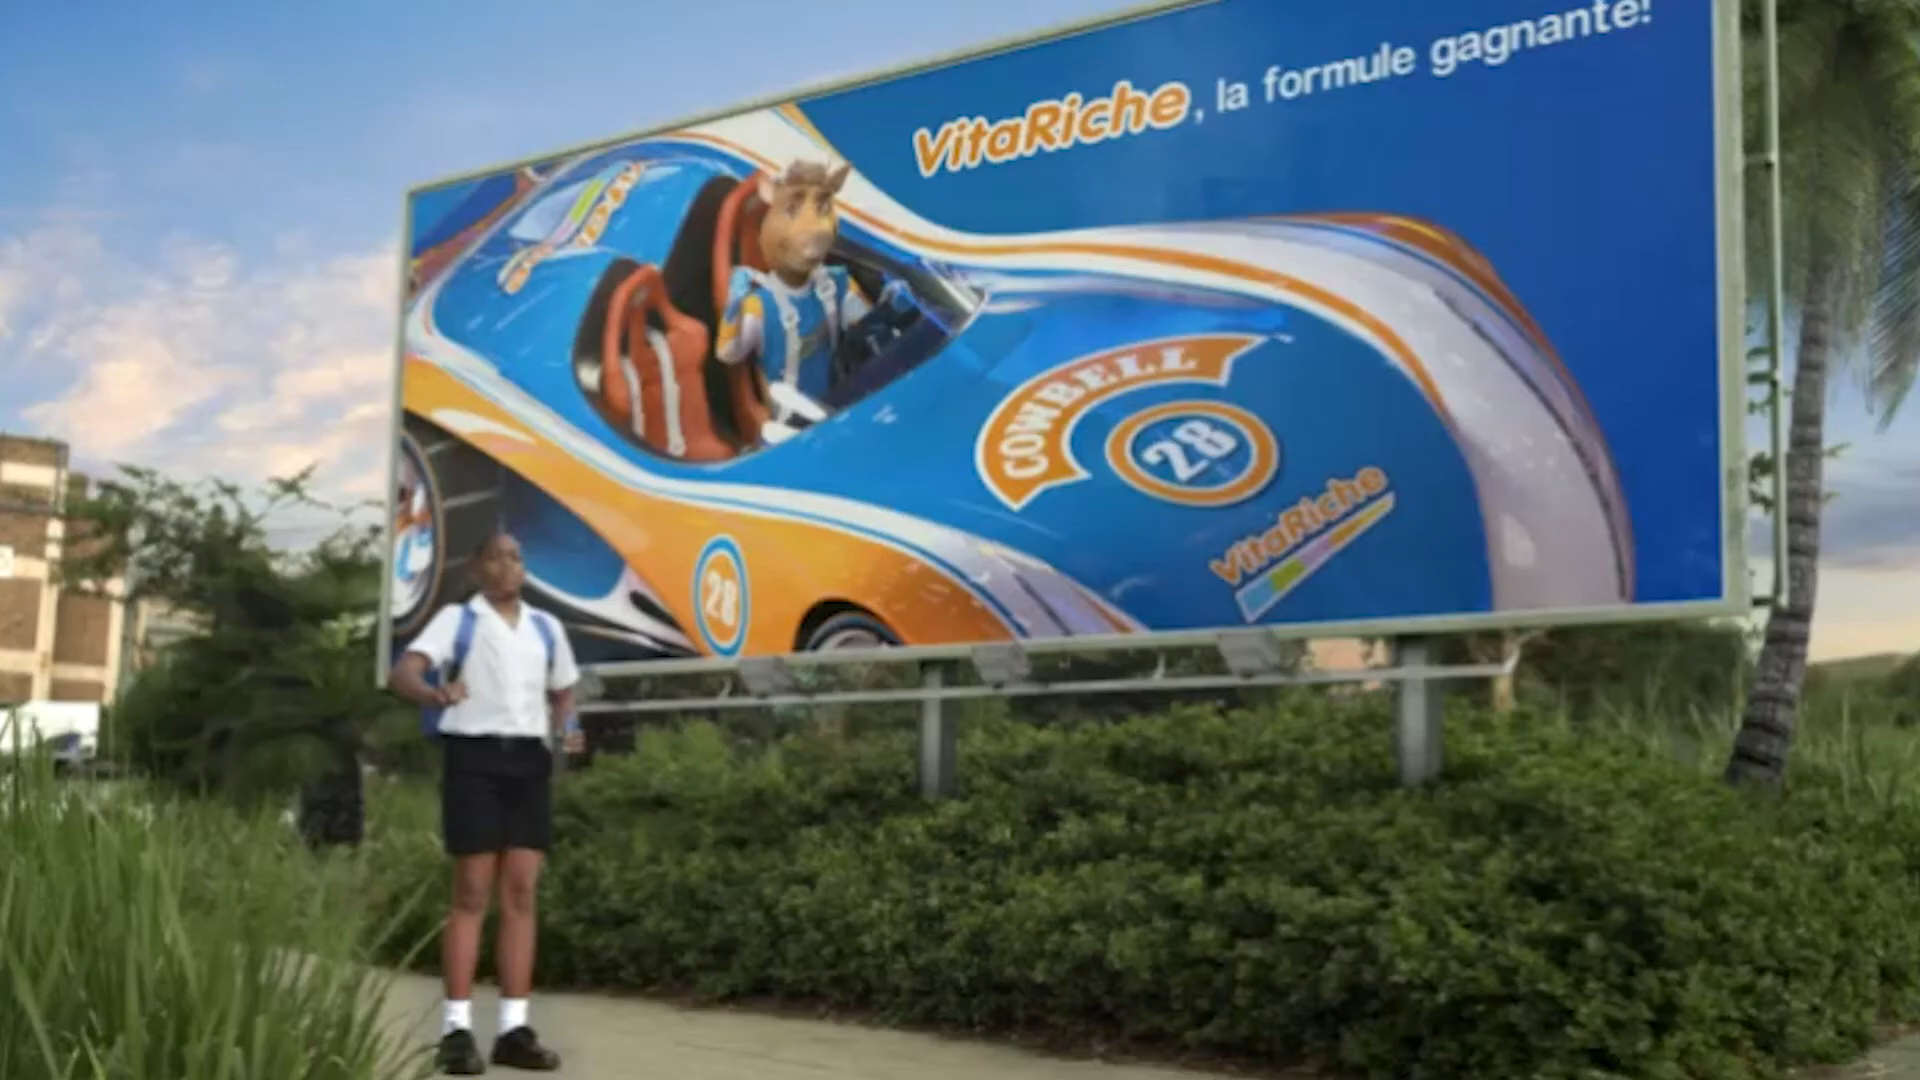 VitaRiche, la formule gagnante!
COWBELL
28
VitaRiche
28